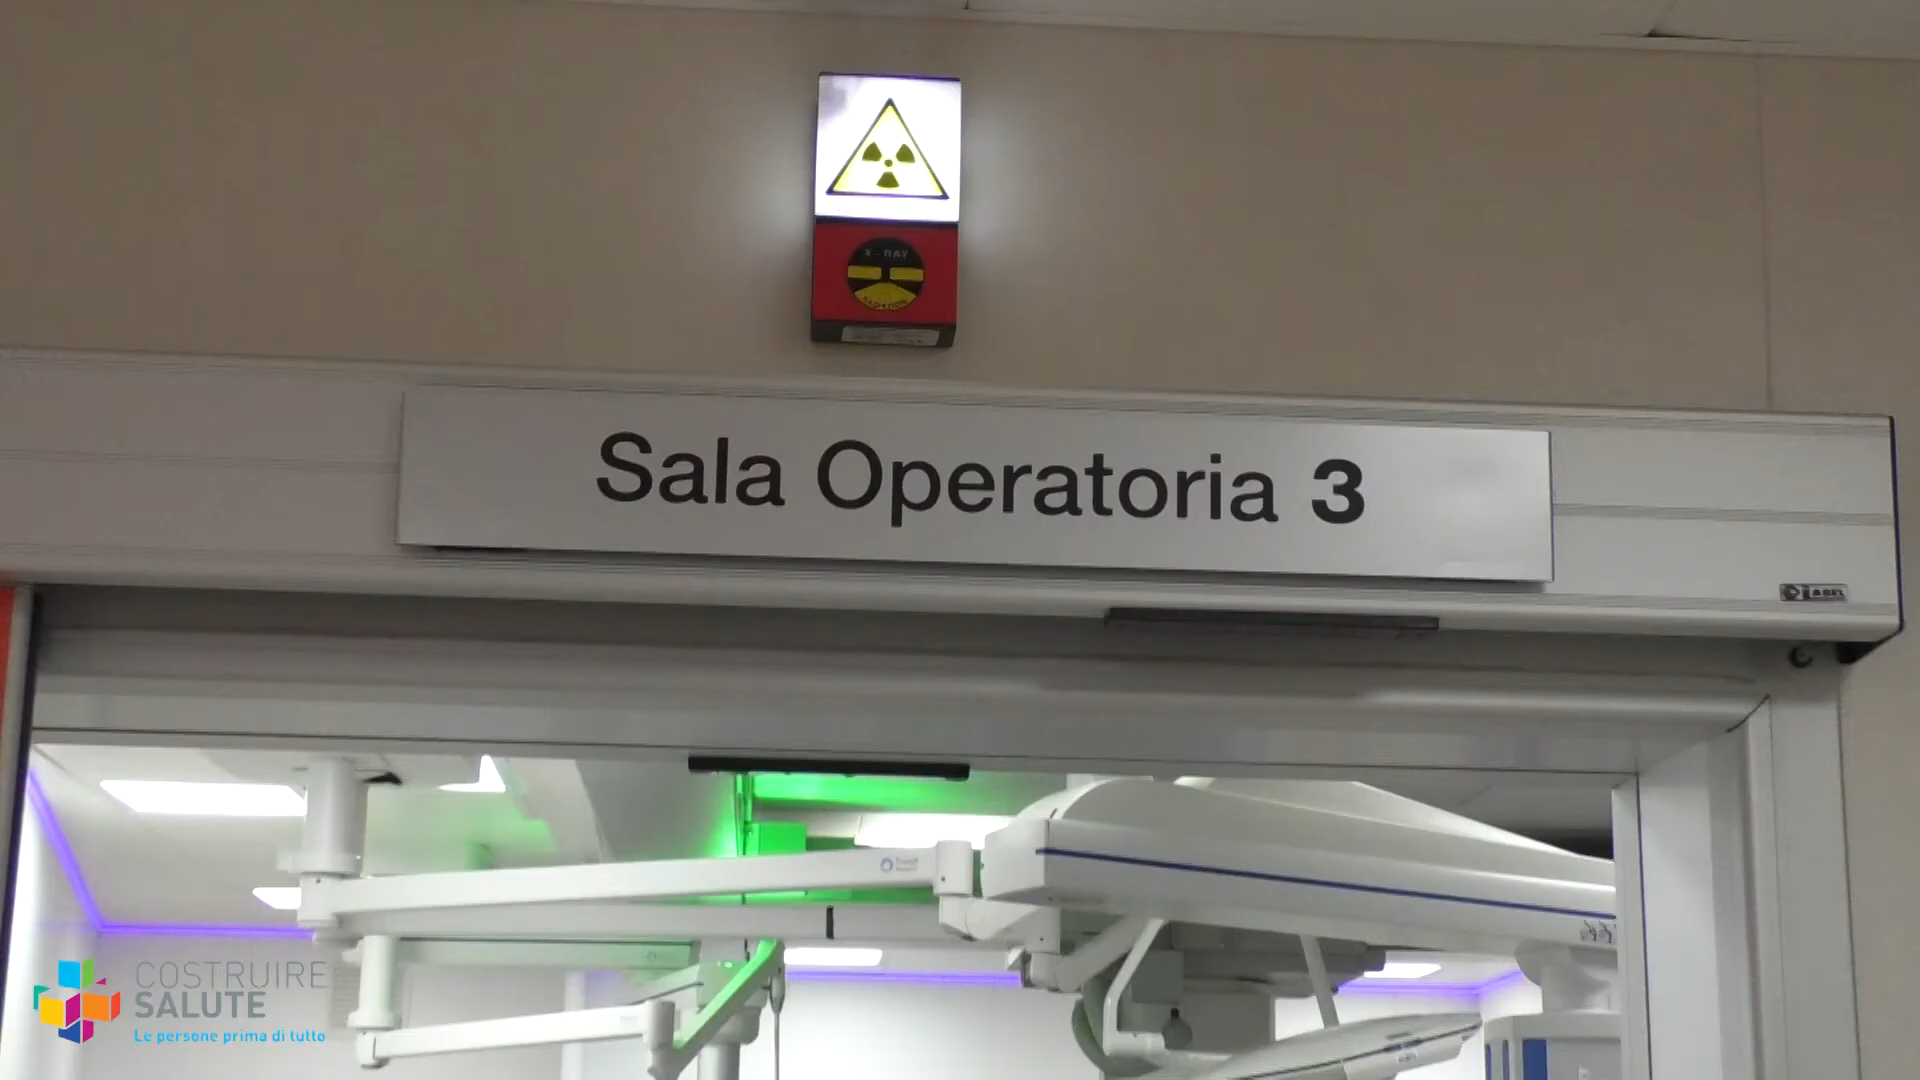 X-RAY
Sala Operatoria 3
COSTRUIRE
SALUTE
Le persone prima di tutto